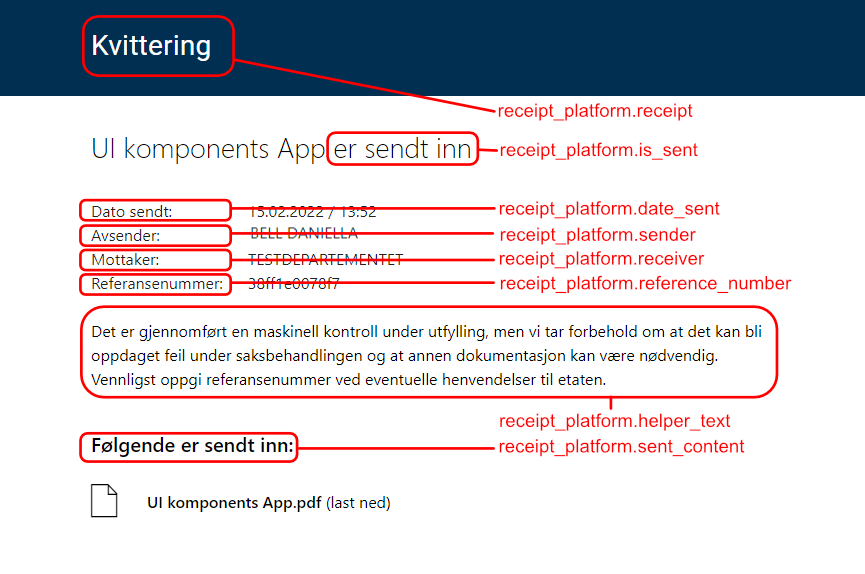 Kvittering
receipt_platform.receipt
UI komponents App er sendt inn
receipt_platform.is_sent
Dato sendt: 15.02.2022 / 13:52 receipt_platform.date_sent
Avsender: BELL DANIELLA receipt_platform.sender
Mottaker: TESTDEPARTEMENTET receipt_platform.receiver
Referansenummer: 38ff1e0078f7 receipt_platform.reference_number
Det er gjennomført en maskinell kontroll under utfylling, men vi tar forbehold om at det kan bli
oppdaget feil under saksbehandlingen og at annen dokumentasjon kan være nødvendig.
Vennligst oppgi referansenummer ved eventuelle henvendelser til etaten.
receipt_platform.helper_text
Følgende er sendt inn: receipt_platform.sent_content
UI komponents App.pdf (last ned)